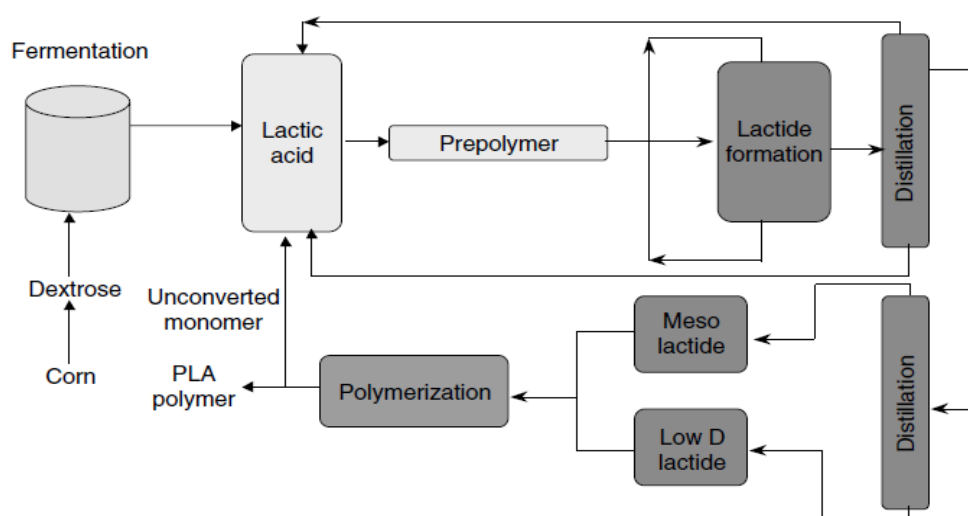 Fermentation
Lactic
acid
Prepolymer
Lactide
formation
Distillation
Dextrose
Corn
Unconverted
monomer
PLA
polymer
Polymerization
Meso
lactide
Low D
lactide
Distillation